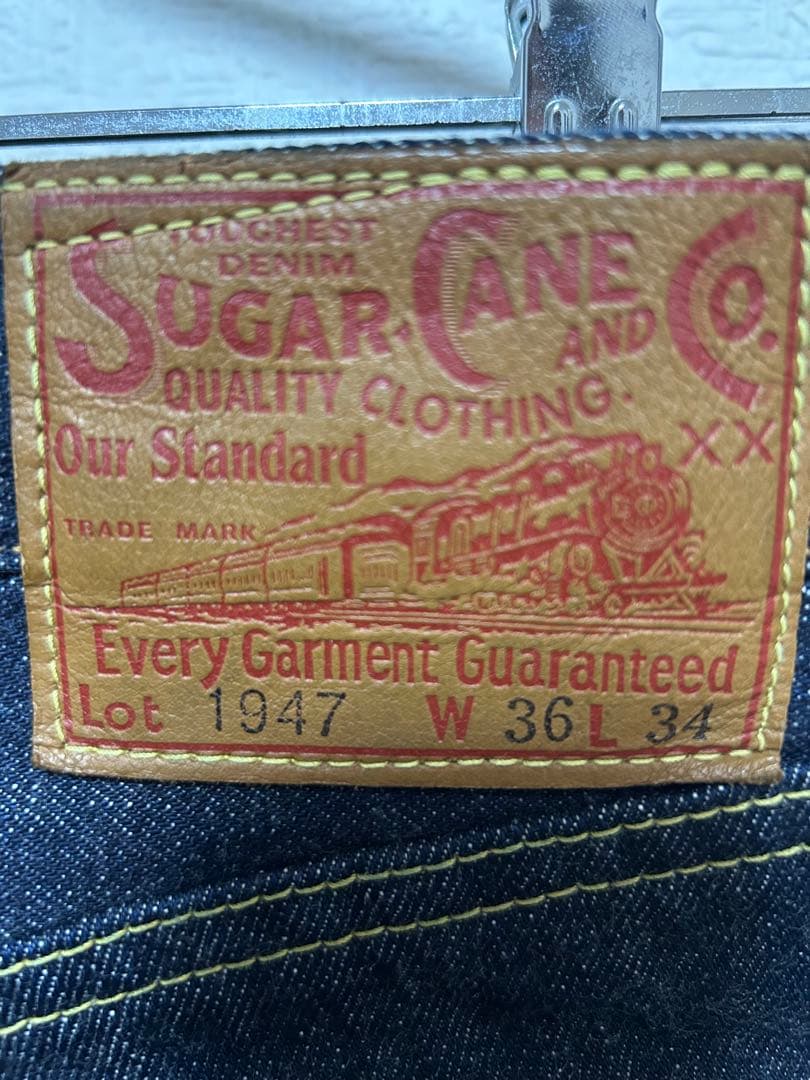 TOUGHEST
DENIM
SUGAR-CANE Co.
AND
QUALITY CLOTHING.
Our Standard XX
TRADE MARK
Every Garment Guaranteed
Lot 1947 W 36 L 34